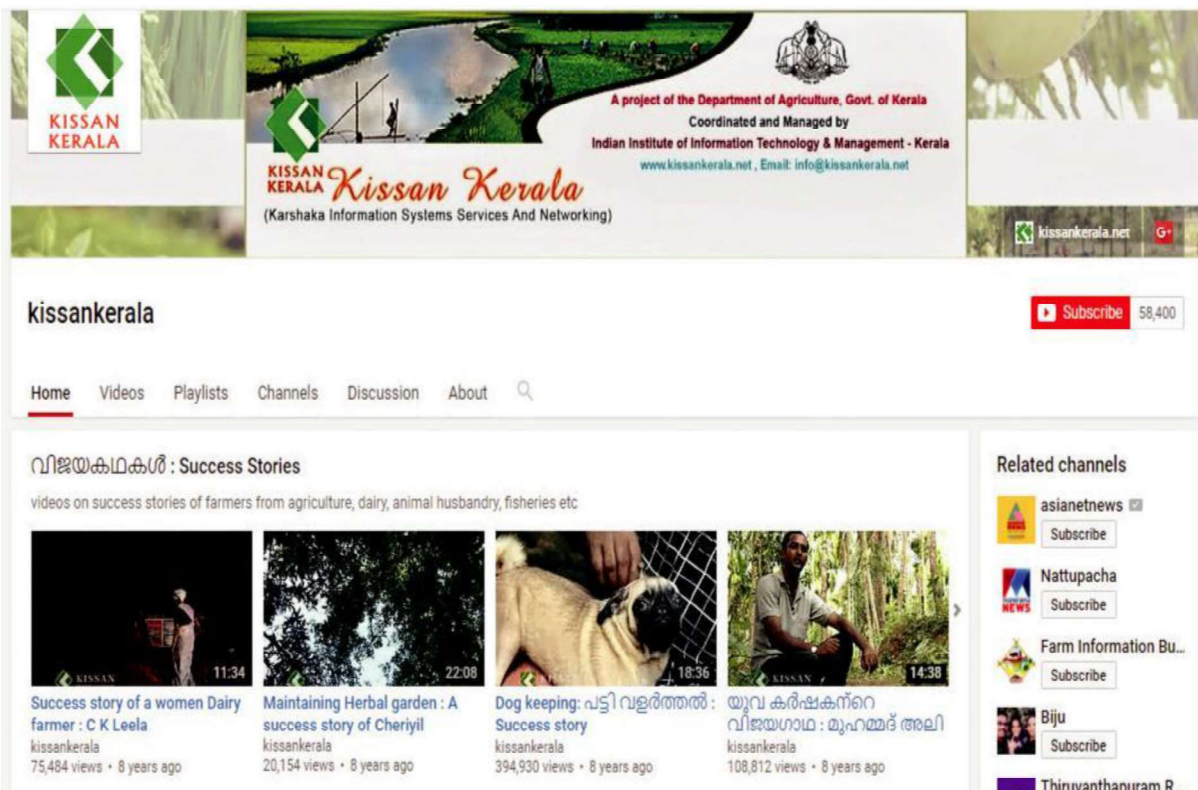 KISSAN
KERALA
A project of the Department of Agriculture, Govt. of Kerala
Coordinated and Managed by
Indian Institute of Information Technology & Management - Kerala
www.kissankerala.net , Email: info@kissankerala.net
KISSAN
KERALA
Kissan Kerala
(Karshaka Information Systems Services And Networking)
kissankerala.net
G+
kissankerala
Subscribe 58,400
Home Videos Playlists Channels Discussion About
വിജയകഥകൾ : Success Stories
videos on success stories of farmers from agriculture, dairy, animal husbandry, fisheries etc
KISSAN 11:34
Success story of a women Dairy
farmer : C K Leela
kissankerala
75,484 views • 8 years ago
22:08
Maintaining Herbal garden : A
success story of Cheriyil
kissankerala
20,154 views • 8 years ago
KISSAN 18:36
Dog keeping: പട്ടി വളർത്തൽ :
Success story
kissankerala
394,930 views • 8 years ago
KISSAN 14:38
യുവ കർഷകന്റെ
വിജയഗാഥ : മുഹമ്മദ് അലി
kissankerala
108,812 views • 8 years ago
Related channels
asianetnews
Subscribe
NEWS
Nattupacha
Subscribe
Farm Information Bu...
Subscribe
Biju
Subscribe
Thiruvanthapuram R...